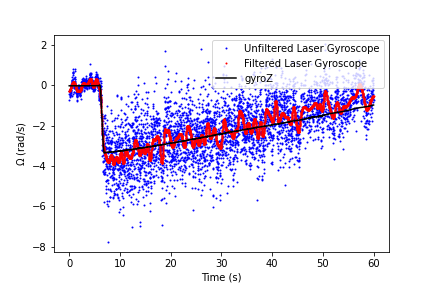 Unfiltered Laser Gyroscope
Filtered Laser Gyroscope
gyroZ
2
0
−2
−4
−6
−8
Ω (rad/s)
0 10 20 30 40 50 60
Time (s)